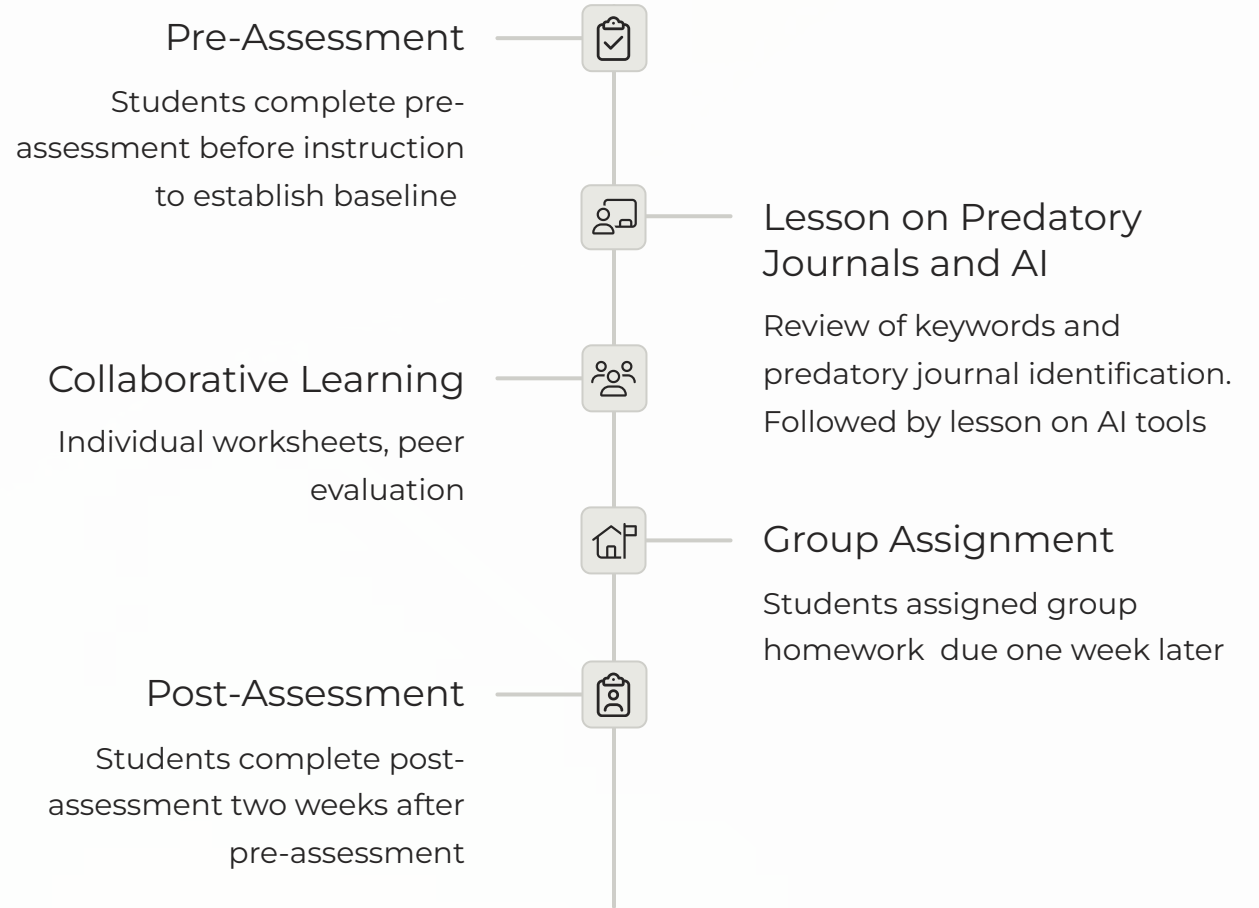 Pre-Assessment
Students complete pre-
assessment before instruction
to establish baseline
Lesson on Predatory
Journals and AI
Review of keywords and
predatory journal identification.
Followed by lesson on AI tools
Collaborative Learning
Individual worksheets, peer
evaluation
Group Assignment
Students assigned group
homework  due one week later
Post-Assessment
Students complete post-
assessment two weeks after
pre-assessment